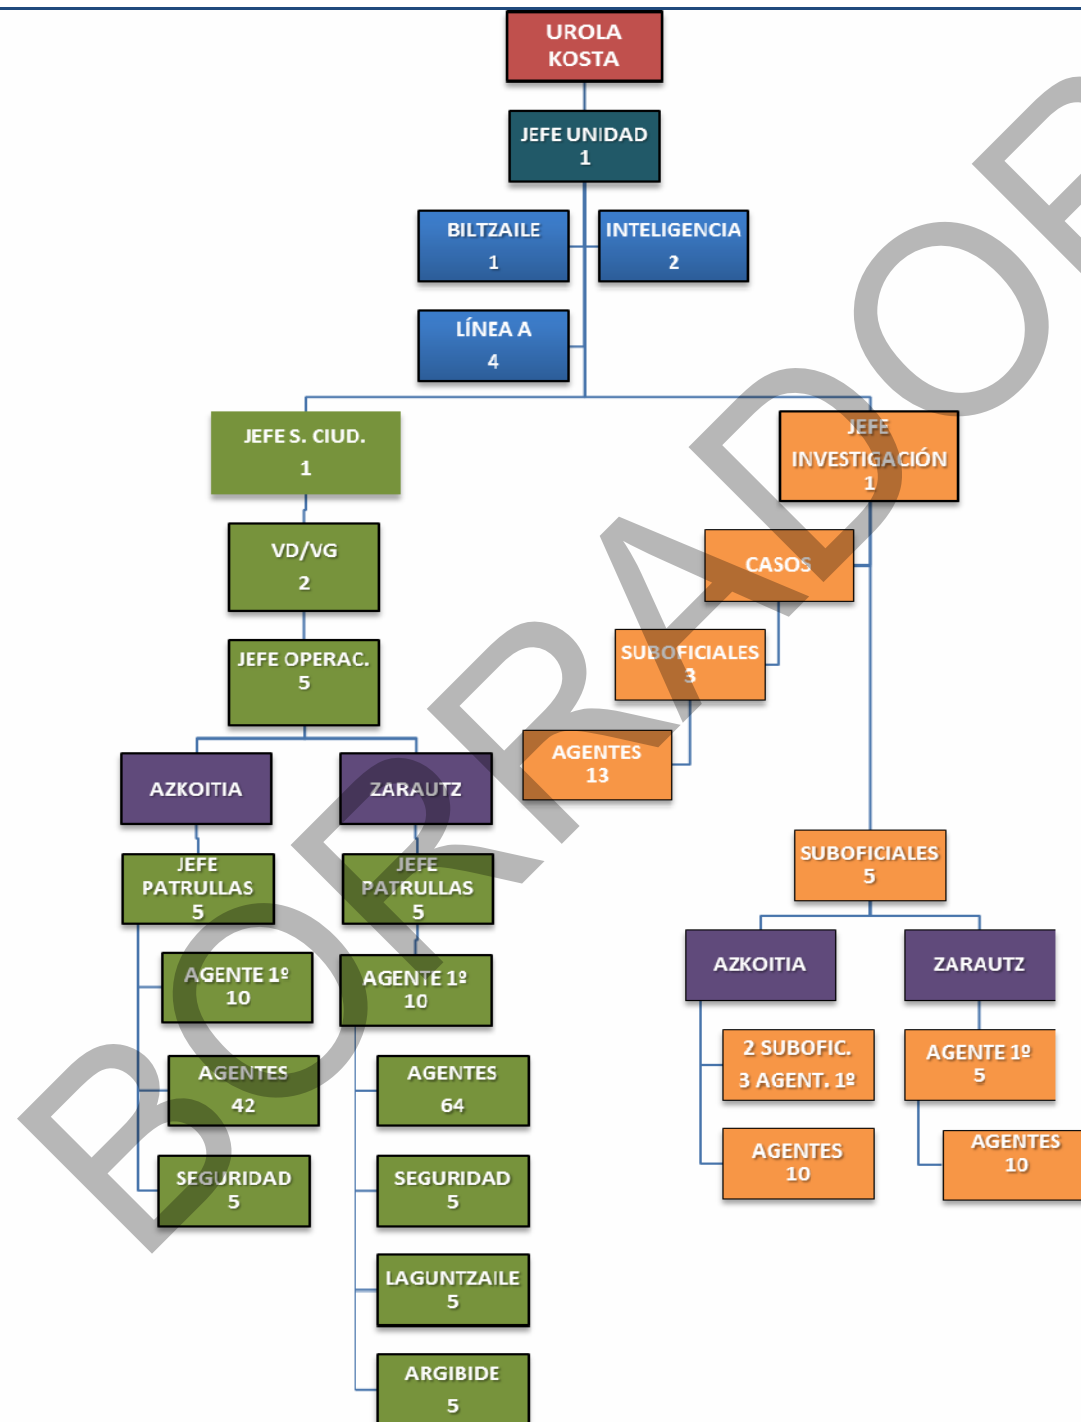 UROLA
KOSTA
JEFE UNIDAD
1
BILTZAILE
1
INTELIGENCIA
2
LÍNEA A
4
JEFE S. CIUD.
1
JEFE
INVESTIGACIÓN
1
VD/VG
2
CASOS
JEFE OPERAC.
5
SUBOFICIALES
3
AGENTES
13
AZKOITIA
ZARAUTZ
JEFE
PATRULLAS
5
JEFE
PATRULLAS
5
AGENTE 1º
10
AGENTE 1º
10
AGENTES
42
AGENTES
64
SEGURIDAD
5
SEGURIDAD
5
LAGUNTZAILE
5
ARGIBIDE
5
SUBOFICIALES
5
AZKOITIA
ZARAUTZ
2 SUBOFIC.
3 AGENT. 1º
AGENTE 1º
5
AGENTES
10
AGENTES
10
BORRADOR